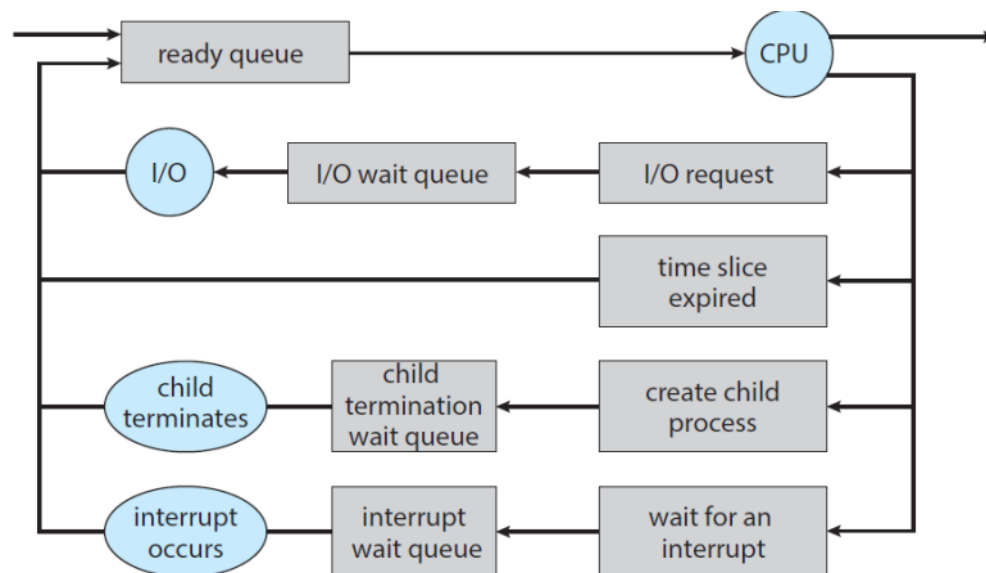 ready queue
CPU
I/O
I/O wait queue
I/O request
time slice
expired
child
terminates
child
termination
wait queue
create child
process
interrupt
occurs
interrupt
wait queue
wait for an
interrupt